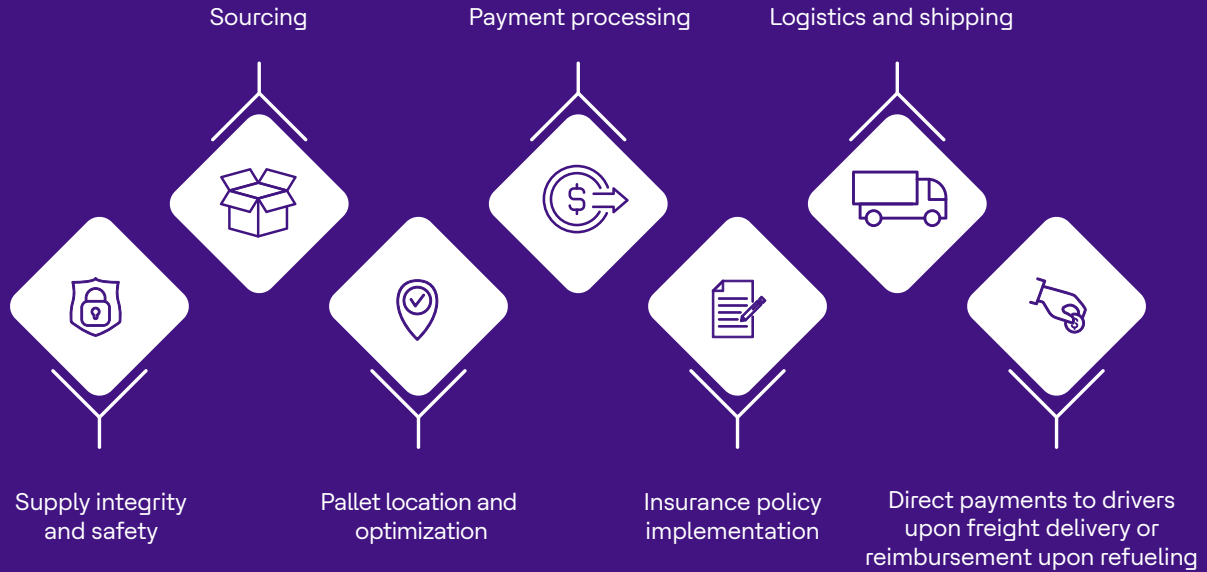 Sourcing
Payment processing
Logistics and shipping
Supply integrity
and safety
Pallet location and
optimization
Insurance policy
implementation
Direct payments to drivers
upon freight delivery or
reimbursement upon refueling